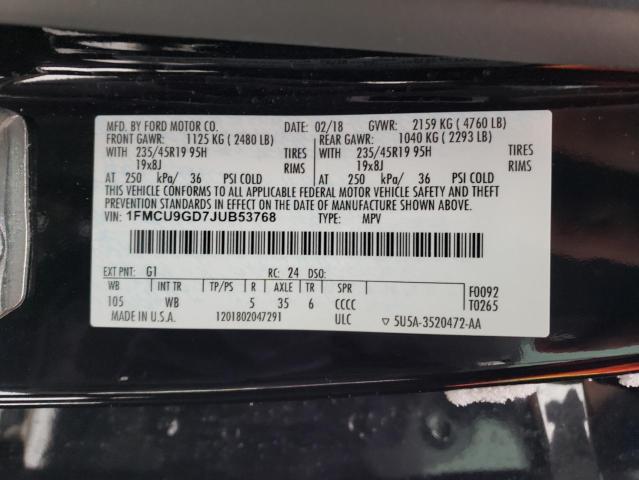 MFD. BY FORD MOTOR CO. DATE: 02/18 GVWR: 2159 KG ( 4760 LB)
FRONT GAWR: 1125 KG ( 2480 LB) REAR GAWR: 1040 KG ( 2293 LB)
WITH 235/45R19 95H TIRES WITH 235/45R19 95H TIRES
19x8J RIMS 19x8J RIMS
AT 250 kPa/ 36 PSI COLD AT 250 kPa/ 36 PSI COLD
THIS VEHICLE CONFORMS TO ALL APPLICABLE FEDERAL MOTOR VEHICLE SAFETY AND THEFT
PREVENTION STANDARDS IN EFFECT ON THE DATE OF MANUFACTURE SHOWN ABOVE.
VIN: 1FMCU9GD7JUB53768 TYPE: MPV
EXT PNT: G1 RC: 24 DSO:
WB INT TR TP/PS R AX TR SPR F0092
105 WB 5 35 6 CCCC T0265
MADE IN U.S.A. 1201802047291 ULC ▽ 5U5A-3520472-AA